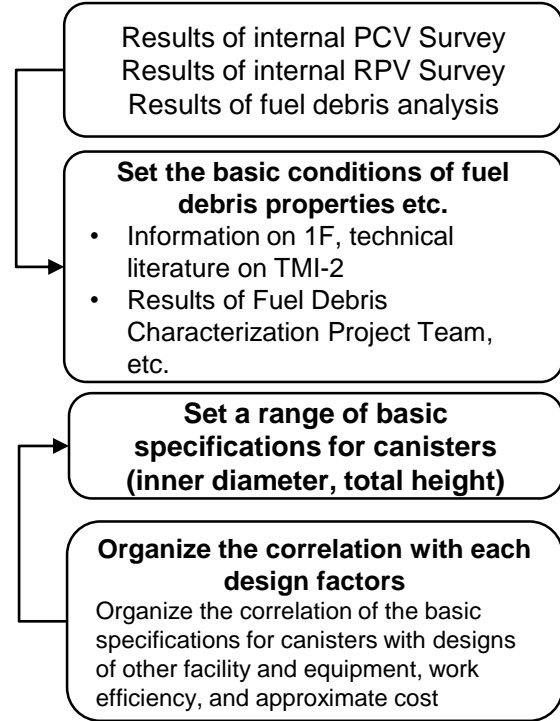 Results of internal PCV Survey
Results of internal RPV Survey
Results of fuel debris analysis
Set the basic conditions of fuel
debris properties etc.
• Information on 1F, technical
literature on TMI-2
• Results of Fuel Debris
Characterization Project Team,
etc.
Set a range of basic
specifications for canisters
(inner diameter, total height)
Organize the correlation with each
design factors
Organize the correlation of the basic
specifications for canisters with designs
of other facility and equipment, work
efficiency, and approximate cost